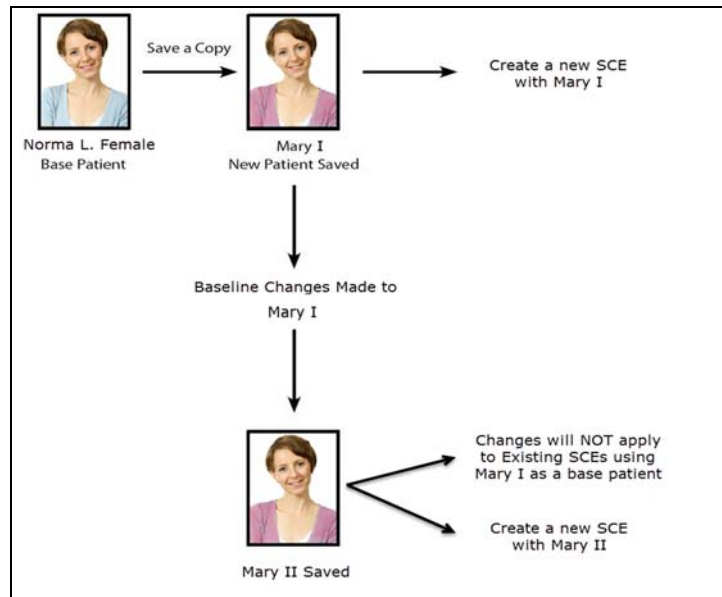 Save a Copy
Create a new SCE
with Mary I
Norma L. Female
Base Patient
Mary I
New Patient Saved
Baseline Changes Made to
Mary I
Changes will NOT apply
to Existing SCEs using
Mary I as a base patient
Create a new SCE
with Mary II
Mary II Saved